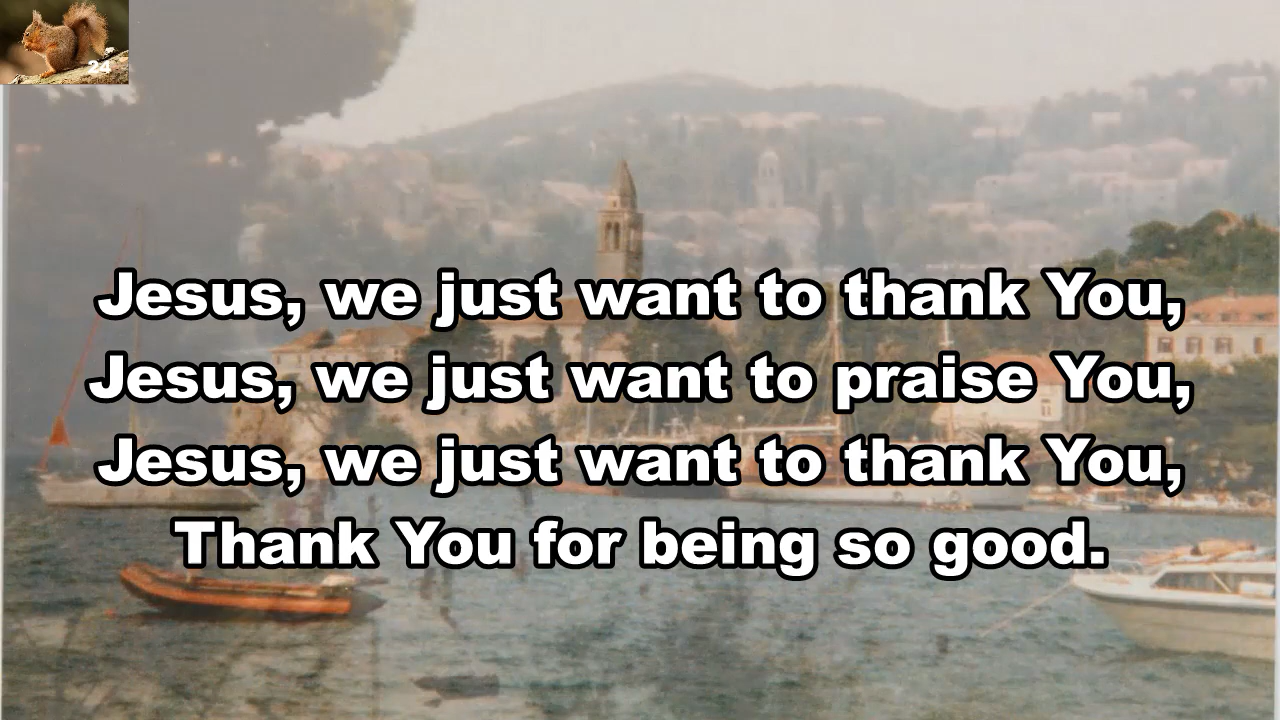 24
Jesus, we just want to thank You,
Jesus, we just want to praise You,
Jesus, we just want to thank You,
Thank You for being so good.